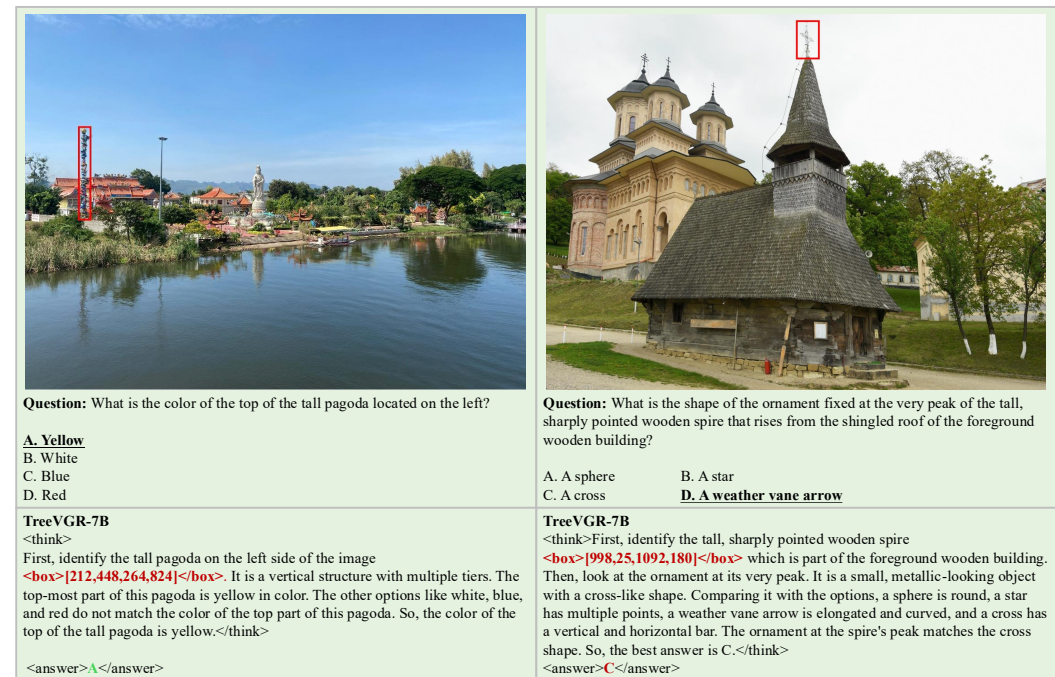 Question: What is the color of the top of the tall pagoda located on the left?
A. Yellow
B. White
C. Blue
D. Red
Question: What is the shape of the ornament fixed at the very peak of the tall,
sharply pointed wooden spire that rises from the shingled roof of the foreground
wooden building?
A. A sphere B. A star
C. A cross D. A weather vane arrow
TreeVGR-7B
<think>
First, identify the tall pagoda on the left side of the image
<box>[212,448,264,824]</box>. It is a vertical structure with multiple tiers. The
top-most part of this pagoda is yellow in color. The other options like white, blue,
and red do not match the color of the top part of this pagoda. So, the color of the
top of the tall pagoda is yellow.</think>
<answer>A</answer>
TreeVGR-7B
<think>First, identify the tall, sharply pointed wooden spire
<box>[998,25,1092,180]</box> which is part of the foreground wooden building.
Then, look at the ornament at its very peak. It is a small, metallic-looking object
with a cross-like shape. Comparing it with the options, a sphere is round, a star
has multiple points, a weather vane arrow is elongated and curved, and a cross has
a vertical and horizontal bar. The ornament at the spire's peak matches the cross
shape. So, the best answer is C.</think>
<answer>C</answer>